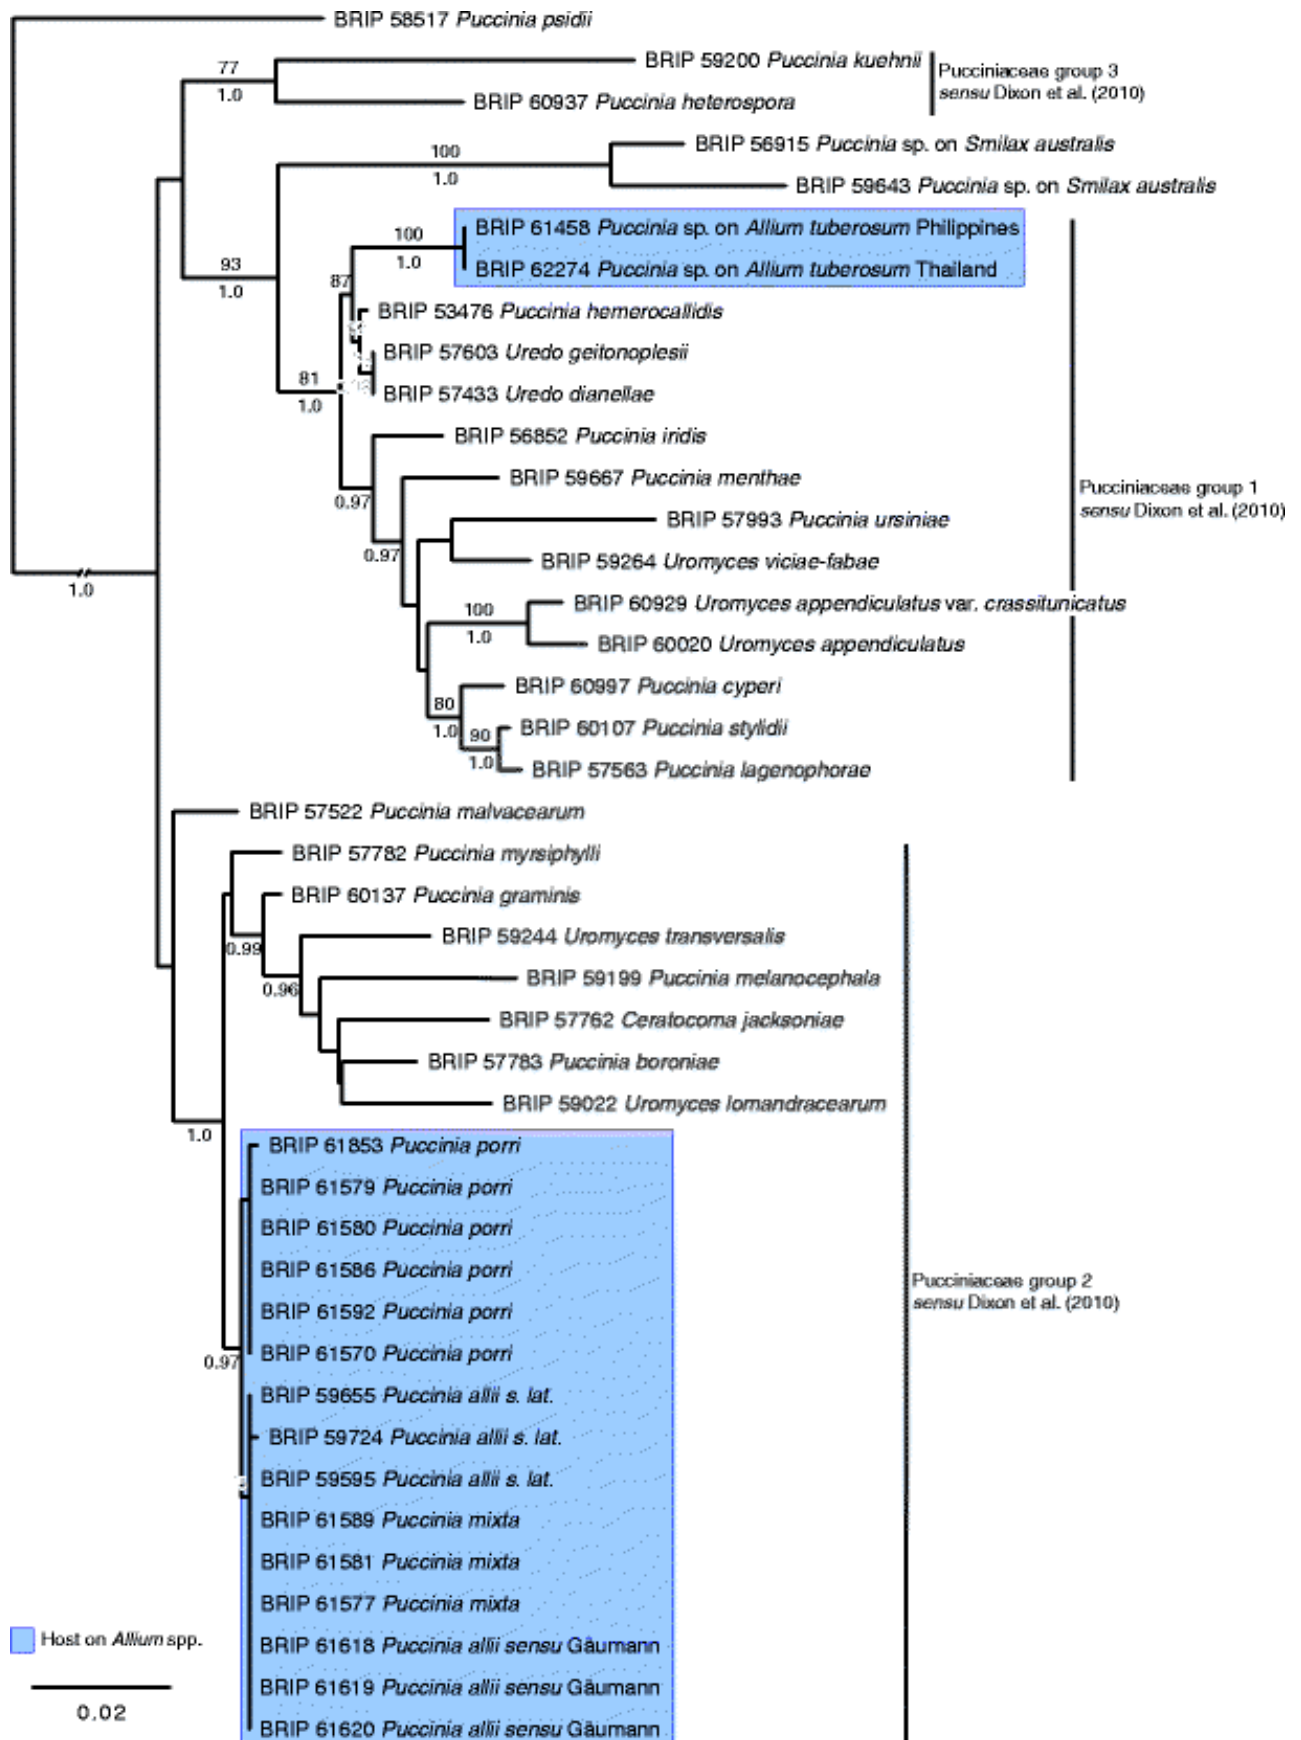 BRIP 58517 Puccinia psidii
77
BRIP 59200 Puccinia kuehnii
Pucciniaceae group 3
sensu Dixon et al. (2010)
1.0
BRIP 60937 Puccinia heterospora
100
BRIP 56915 Puccinia sp. on Smilax australis
1.0
BRIP 59643 Puccinia sp. on Smilax australis
100
BRIP 61458 Puccinia sp. on Allium tuberosum Philippines
1.0
BRIP 62274 Puccinia sp. on Allium tuberosum Thailand
93
1.0
87
BRIP 53476 Puccinia hemerocallidis
BRIP 57603 Uredo geitonoplesii
81
1.0
BRIP 57433 Uredo dianellae
BRIP 56852 Puccinia iridis
BRIP 59667 Puccinia menthae
0.97
Pucciniaceae group 1
sensu Dixon et al. (2010)
BRIP 57993 Puccinia ursiniae
0.97
BRIP 59264 Uromyces viciae-fabae
1.0
100
BRIP 60929 Uromyces appendiculatus var. crassitunicatus
1.0
BRIP 60020 Uromyces appendiculatus
BRIP 60997 Puccinia cyperi
80
1.0
BRIP 60107 Puccinia stylidii
90
1.0
BRIP 57563 Puccinia lagenophorae
BRIP 57522 Puccinia malvacearum
BRIP 57782 Puccinia myrsiphylli
BRIP 60137 Puccinia graminis
0.99
BRIP 59244 Uromyces transversalis
0.96
BRIP 59199 Puccinia melanocephala
BRIP 57762 Ceratocoma jacksoniae
BRIP 57783 Puccinia boroniae
BRIP 59022 Uromyces lomandracearum
1.0
BRIP 61853 Puccinia porri
BRIP 61579 Puccinia porri
BRIP 61580 Puccinia porri
BRIP 61586 Puccinia porri
Pucciniaceae group 2
sensu Dixon et al. (2010)
BRIP 61592 Puccinia porri
BRIP 61570 Puccinia porri
0.97
BRIP 59655 Puccinia allii s. lat.
BRIP 59724 Puccinia allii s. lat.
BRIP 59595 Puccinia allii s. lat.
BRIP 61589 Puccinia mixta
BRIP 61581 Puccinia mixta
BRIP 61577 Puccinia mixta
Host on Allium spp.
BRIP 61618 Puccinia allii sensu Gäumann
BRIP 61619 Puccinia allii sensu Gäumann
0.02
BRIP 61620 Puccinia allii sensu Gäumann